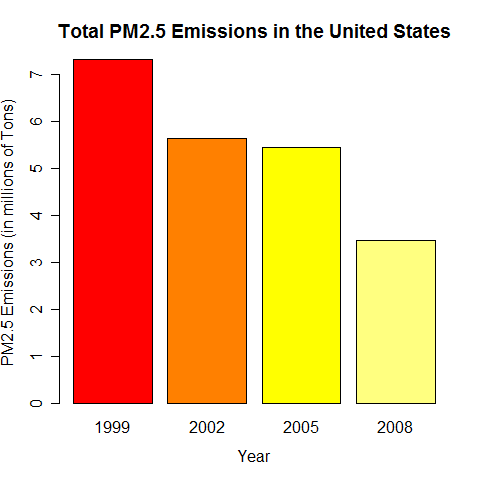 Total PM2.5 Emissions in the United States
PM2.5 Emissions (in millions of Tons)
7
6
5
4
3
2
1
0
1999 2002 2005 2008
Year